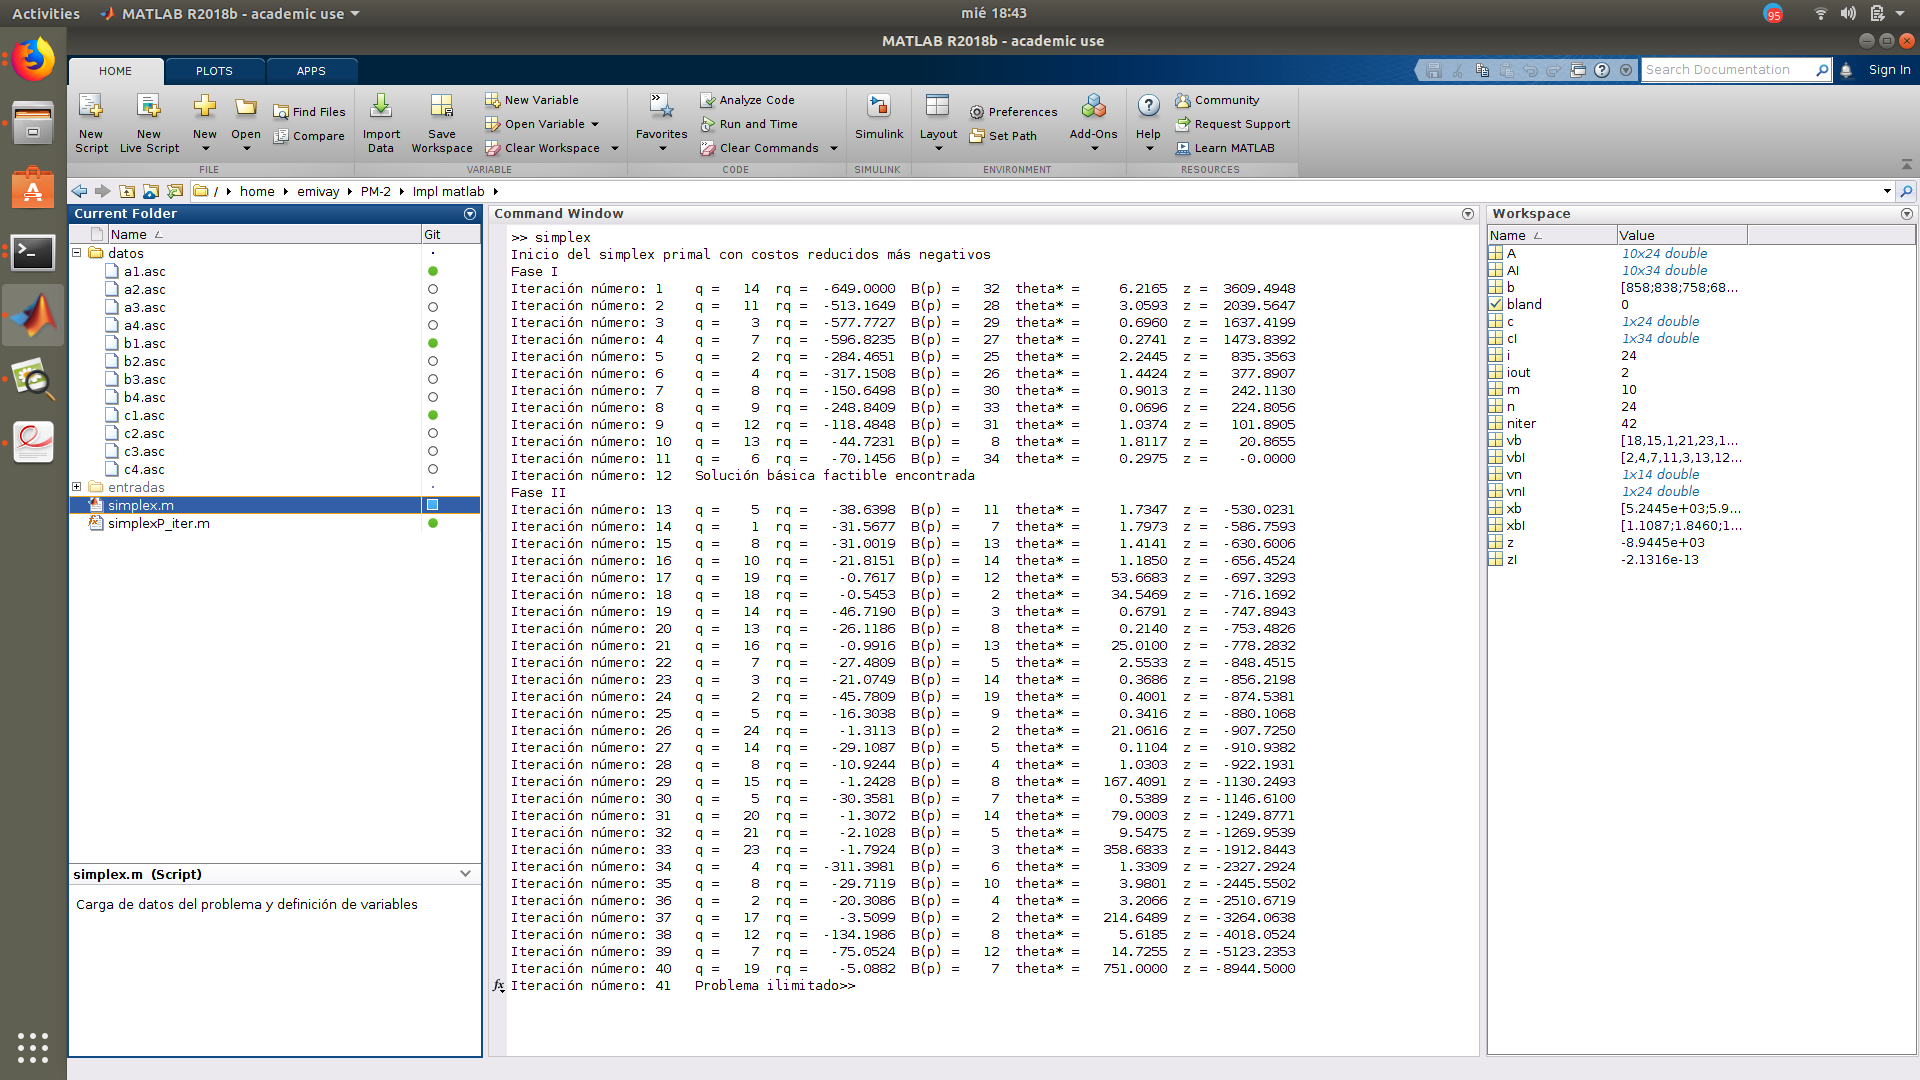 Activities MATLAB R2018b - academic use mié 18:43 95
MATLAB R2018b - academic use
HOME PLOTS APPS Search Documentation Sign In
New Script
New Live Script
New
Open
Find Files
Compare
FILE
Import Data
Save Workspace
New Variable
Open Variable
Clear Workspace
VARIABLE
Favorites
Analyze Code
Run and Time
Clear Commands
CODE
Simulink
SIMULINK
Layout
Preferences
Set Path
Add-Ons
ENVIRONMENT
Help
Community
Request Support
Learn MATLAB
RESOURCES
/ home emivay PM-2 Impl matlab
Current Folder
Name Git
datos
a1.asc
a2.asc
a3.asc
a4.asc
b1.asc
b2.asc
b3.asc
b4.asc
c1.asc
c2.asc
c3.asc
c4.asc
entradas
simplex.m
simplexP_iter.m
simplex.m (Script)
Carga de datos del problema y definición de variables
Command Window
>> simplex
Inicio del simplex primal con costos reducidos más negativos
Fase I
Iteración número: 1 q = 14 rq = -649.0000 B(p) = 32 theta* = 6.2165 z = 3609.4948
Iteración número: 2 q = 11 rq = -513.1649 B(p) = 28 theta* = 3.0593 z = 2039.5647
Iteración número: 3 q = 3 rq = -577.7727 B(p) = 29 theta* = 0.6960 z = 1637.4199
Iteración número: 4 q = 7 rq = -596.8235 B(p) = 27 theta* = 0.2741 z = 1473.8392
Iteración número: 5 q = 2 rq = -284.4651 B(p) = 25 theta* = 2.2445 z = 835.3563
Iteración número: 6 q = 4 rq = -317.1508 B(p) = 26 theta* = 1.4424 z = 377.8907
Iteración número: 7 q = 8 rq = -150.6498 B(p) = 30 theta* = 0.9013 z = 242.1130
Iteración número: 8 q = 9 rq = -248.8409 B(p) = 33 theta* = 0.0696 z = 224.8056
Iteración número: 9 q = 12 rq = -118.4848 B(p) = 31 theta* = 1.0374 z = 101.8905
Iteración número: 10 q = 13 rq = -44.7231 B(p) = 8 theta* = 1.8117 z = 20.8655
Iteración número: 11 q = 6 rq = -70.1456 B(p) = 34 theta* = 0.2975 z = -0.0000
Iteración número: 12 Solución básica factible encontrada
Fase II
Iteración número: 13 q = 5 rq = -38.6398 B(p) = 11 theta* = 1.7347 z = -530.0231
Iteración número: 14 q = 1 rq = -31.5677 B(p) = 7 theta* = 1.7973 z = -586.7593
Iteración número: 15 q = 8 rq = -31.0019 B(p) = 13 theta* = 1.4141 z = -630.6006
Iteración número: 16 q = 10 rq = -21.8151 B(p) = 14 theta* = 1.1850 z = -656.4524
Iteración número: 17 q = 19 rq = -0.7617 B(p) = 12 theta* = 53.6683 z = -697.3293
Iteración número: 18 q = 18 rq = -0.5453 B(p) = 2 theta* = 34.5469 z = -716.1692
Iteración número: 19 q = 14 rq = -46.7190 B(p) = 3 theta* = 0.6791 z = -747.8943
Iteración número: 20 q = 13 rq = -26.1186 B(p) = 8 theta* = 0.2140 z = -753.4826
Iteración número: 21 q = 16 rq = -0.9916 B(p) = 13 theta* = 25.0100 z = -778.2832
Iteración número: 22 q = 7 rq = -27.4809 B(p) = 5 theta* = 2.5533 z = -848.4515
Iteración número: 23 q = 3 rq = -21.0749 B(p) = 14 theta* = 0.3686 z = -856.2198
Iteración número: 24 q = 2 rq = -45.7809 B(p) = 19 theta* = 0.4001 z = -874.5381
Iteración número: 25 q = 5 rq = -16.3038 B(p) = 9 theta* = 0.3416 z = -880.1068
Iteración número: 26 q = 24 rq = -1.3113 B(p) = 2 theta* = 21.0616 z = -907.7250
Iteración número: 27 q = 14 rq = -29.1087 B(p) = 5 theta* = 0.1104 z = -910.9382
Iteración número: 28 q = 8 rq = -10.9244 B(p) = 4 theta* = 1.0303 z = -922.1931
Iteración número: 29 q = 15 rq = -1.2428 B(p) = 8 theta* = 167.4091 z = -1130.2493
Iteración número: 30 q = 5 rq = -30.3581 B(p) = 7 theta* = 0.5389 z = -1146.6100
Iteración número: 31 q = 20 rq = -1.3072 B(p) = 14 theta* = 79.0003 z = -1249.8771
Iteración número: 32 q = 21 rq = -2.1028 B(p) = 5 theta* = 9.5475 z = -1269.9539
Iteración número: 33 q = 23 rq = -1.7924 B(p) = 3 theta* = 358.6833 z = -1912.8443
Iteración número: 34 q = 4 rq = -311.3981 B(p) = 6 theta* = 1.3309 z = -2327.2924
Iteración número: 35 q = 8 rq = -29.7119 B(p) = 10 theta* = 3.9801 z = -2445.5502
Iteración número: 36 q = 2 rq = -20.3086 B(p) = 4 theta* = 3.2066 z = -2510.6719
Iteración número: 37 q = 17 rq = -3.5099 B(p) = 2 theta* = 214.6489 z = -3264.0638
Iteración número: 38 q = 12 rq = -134.1986 B(p) = 8 theta* = 5.6185 z = -4018.0524
Iteración número: 39 q = 7 rq = -75.0524 B(p) = 12 theta* = 14.7255 z = -5123.2353
Iteración número: 40 q = 19 rq = -5.0882 B(p) = 7 theta* = 751.0000 z = -8944.5000
fx Iteración número: 41 Problema ilimitado>>
Workspace
Name Value
A 10x24 double
AI 10x34 double
b [858;838;758;68...
bland 0
c 1x24 double
cI 1x34 double
i 24
iout 2
m 10
n 24
niter 42
vb [18,15,1,21,23,1...
vbI [2,4,7,11,3,13,12...
vn 1x14 double
vnI 1x24 double
xb [5.2445e+03;5.9...
xbI [1.1087;1.8460;1...
z -8.9445e+03
zI -2.1316e-13